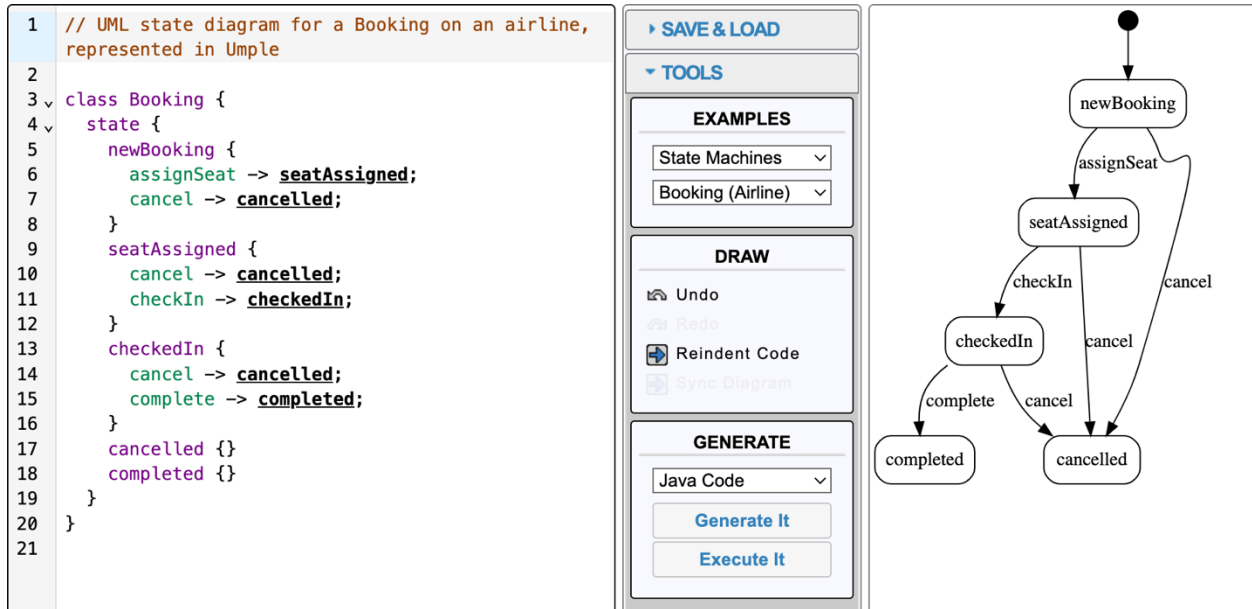 1 // UML state diagram for a Booking on an airline,
represented in Umple
2
3 class Booking {
4 state {
5 newBooking {
6 assignSeat -> seatAssigned;
7 cancel -> cancelled;
8 }
9 seatAssigned {
10 cancel -> cancelled;
11 checkIn -> checkedIn;
12 }
13 checkedIn {
14 cancel -> cancelled;
15 complete -> completed;
16 }
17 cancelled {}
18 completed {}
19 }
20 }
21
SAVE & LOAD
TOOLS
EXAMPLES
State Machines
Booking (Airline)
DRAW
Undo
Redo
Reindent Code
Sync Diagram
GENERATE
Java Code
Generate It
Execute It
newBooking
assignSeat
seatAssigned
checkIn
cancel
checkedIn
cancel
complete
cancel
completed
cancelled